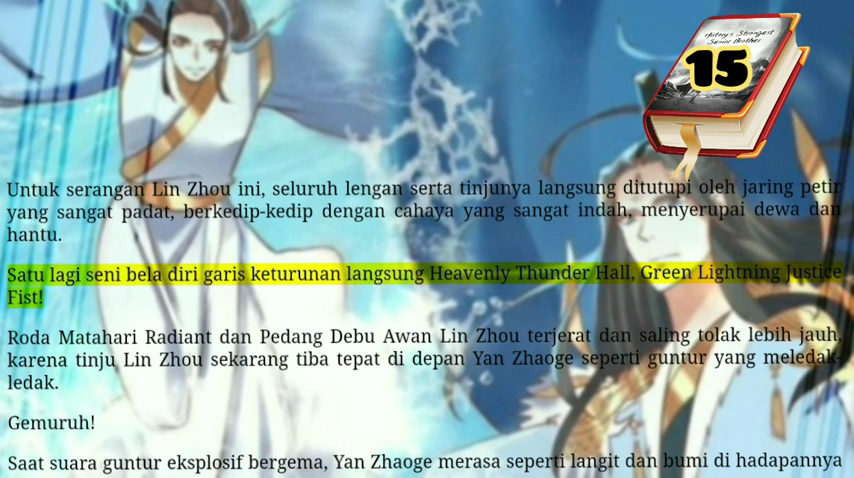 History's Strongest
Senior Brother
15
Untuk serangan Lin Zhou ini, seluruh lengan serta tinjunya langsung ditutupi oleh jaring petir
yang sangat padat, berkedip-kedip dengan cahaya yang sangat indah, menyerupai dewa dan
hantu.
Satu lagi seni bela diri garis keturunan langsung Heavenly Thunder Hall, Green Lightning Justice
Fist!
Roda Matahari Radiant dan Pedang Debu Awan Lin Zhou terjerat dan saling tolak lebih jauh,
karena tinju Lin Zhou sekarang tiba tepat di depan Yan Zhaoge seperti guntur yang meledak-
ledak.
Gemuruh!
Saat suara guntur eksplosif bergema, Yan Zhaoge merasa seperti langit dan bumi di hadapannya